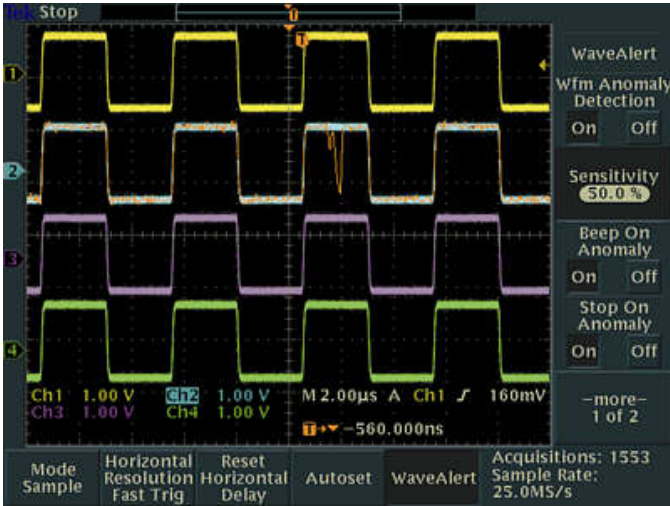 Tek Stop
T
T
1
2
3
4
Ch1 1.00 V Ch2 1.00 V M 2.00µs A Ch1 160mV
Ch3 1.00 V Ch4 1.00 V
T -560.000ns
WaveAlert
Wfm Anomaly
Detection
On Off
Sensitivity
50.0 %
Beep On
Anomaly
On Off
Stop On
Anomaly
On Off
-more-
1 of 2
Mode
Sample
Horizontal
Resolution
Fast Trig
Reset
Horizontal
Delay
Autoset
WaveAlert
Acquisitions: 1553
Sample Rate:
25.0MS/s